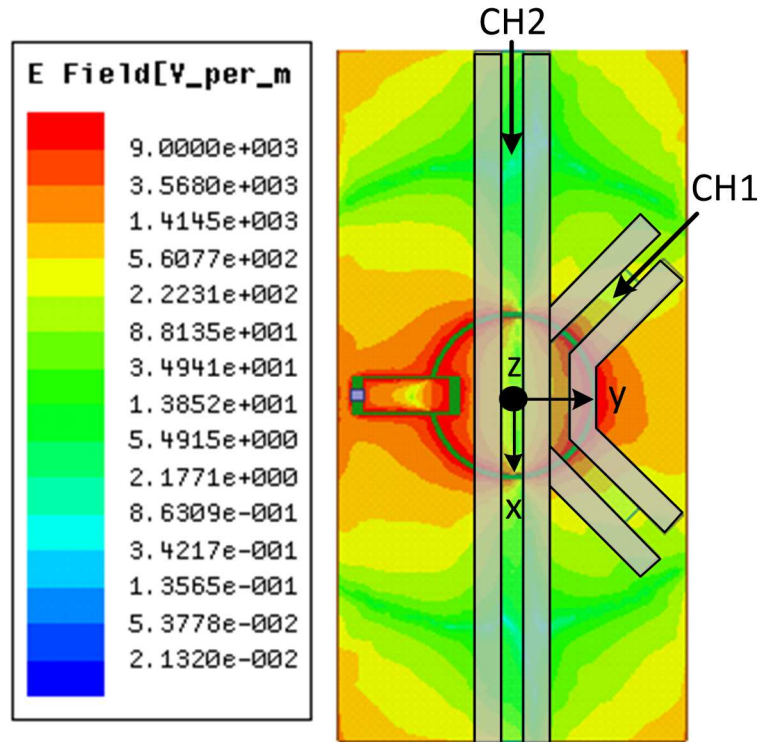 E Field[V_per_m
9.0000e+003
3.5680e+003
1.4145e+003
5.6077e+002
2.2231e+002
8.8135e+001
3.4941e+001
1.3852e+001
5.4915e+000
2.1771e+000
8.6309e-001
3.4217e-001
1.3565e-001
5.3778e-002
2.1320e-002
CH2
CH1
z
y
x